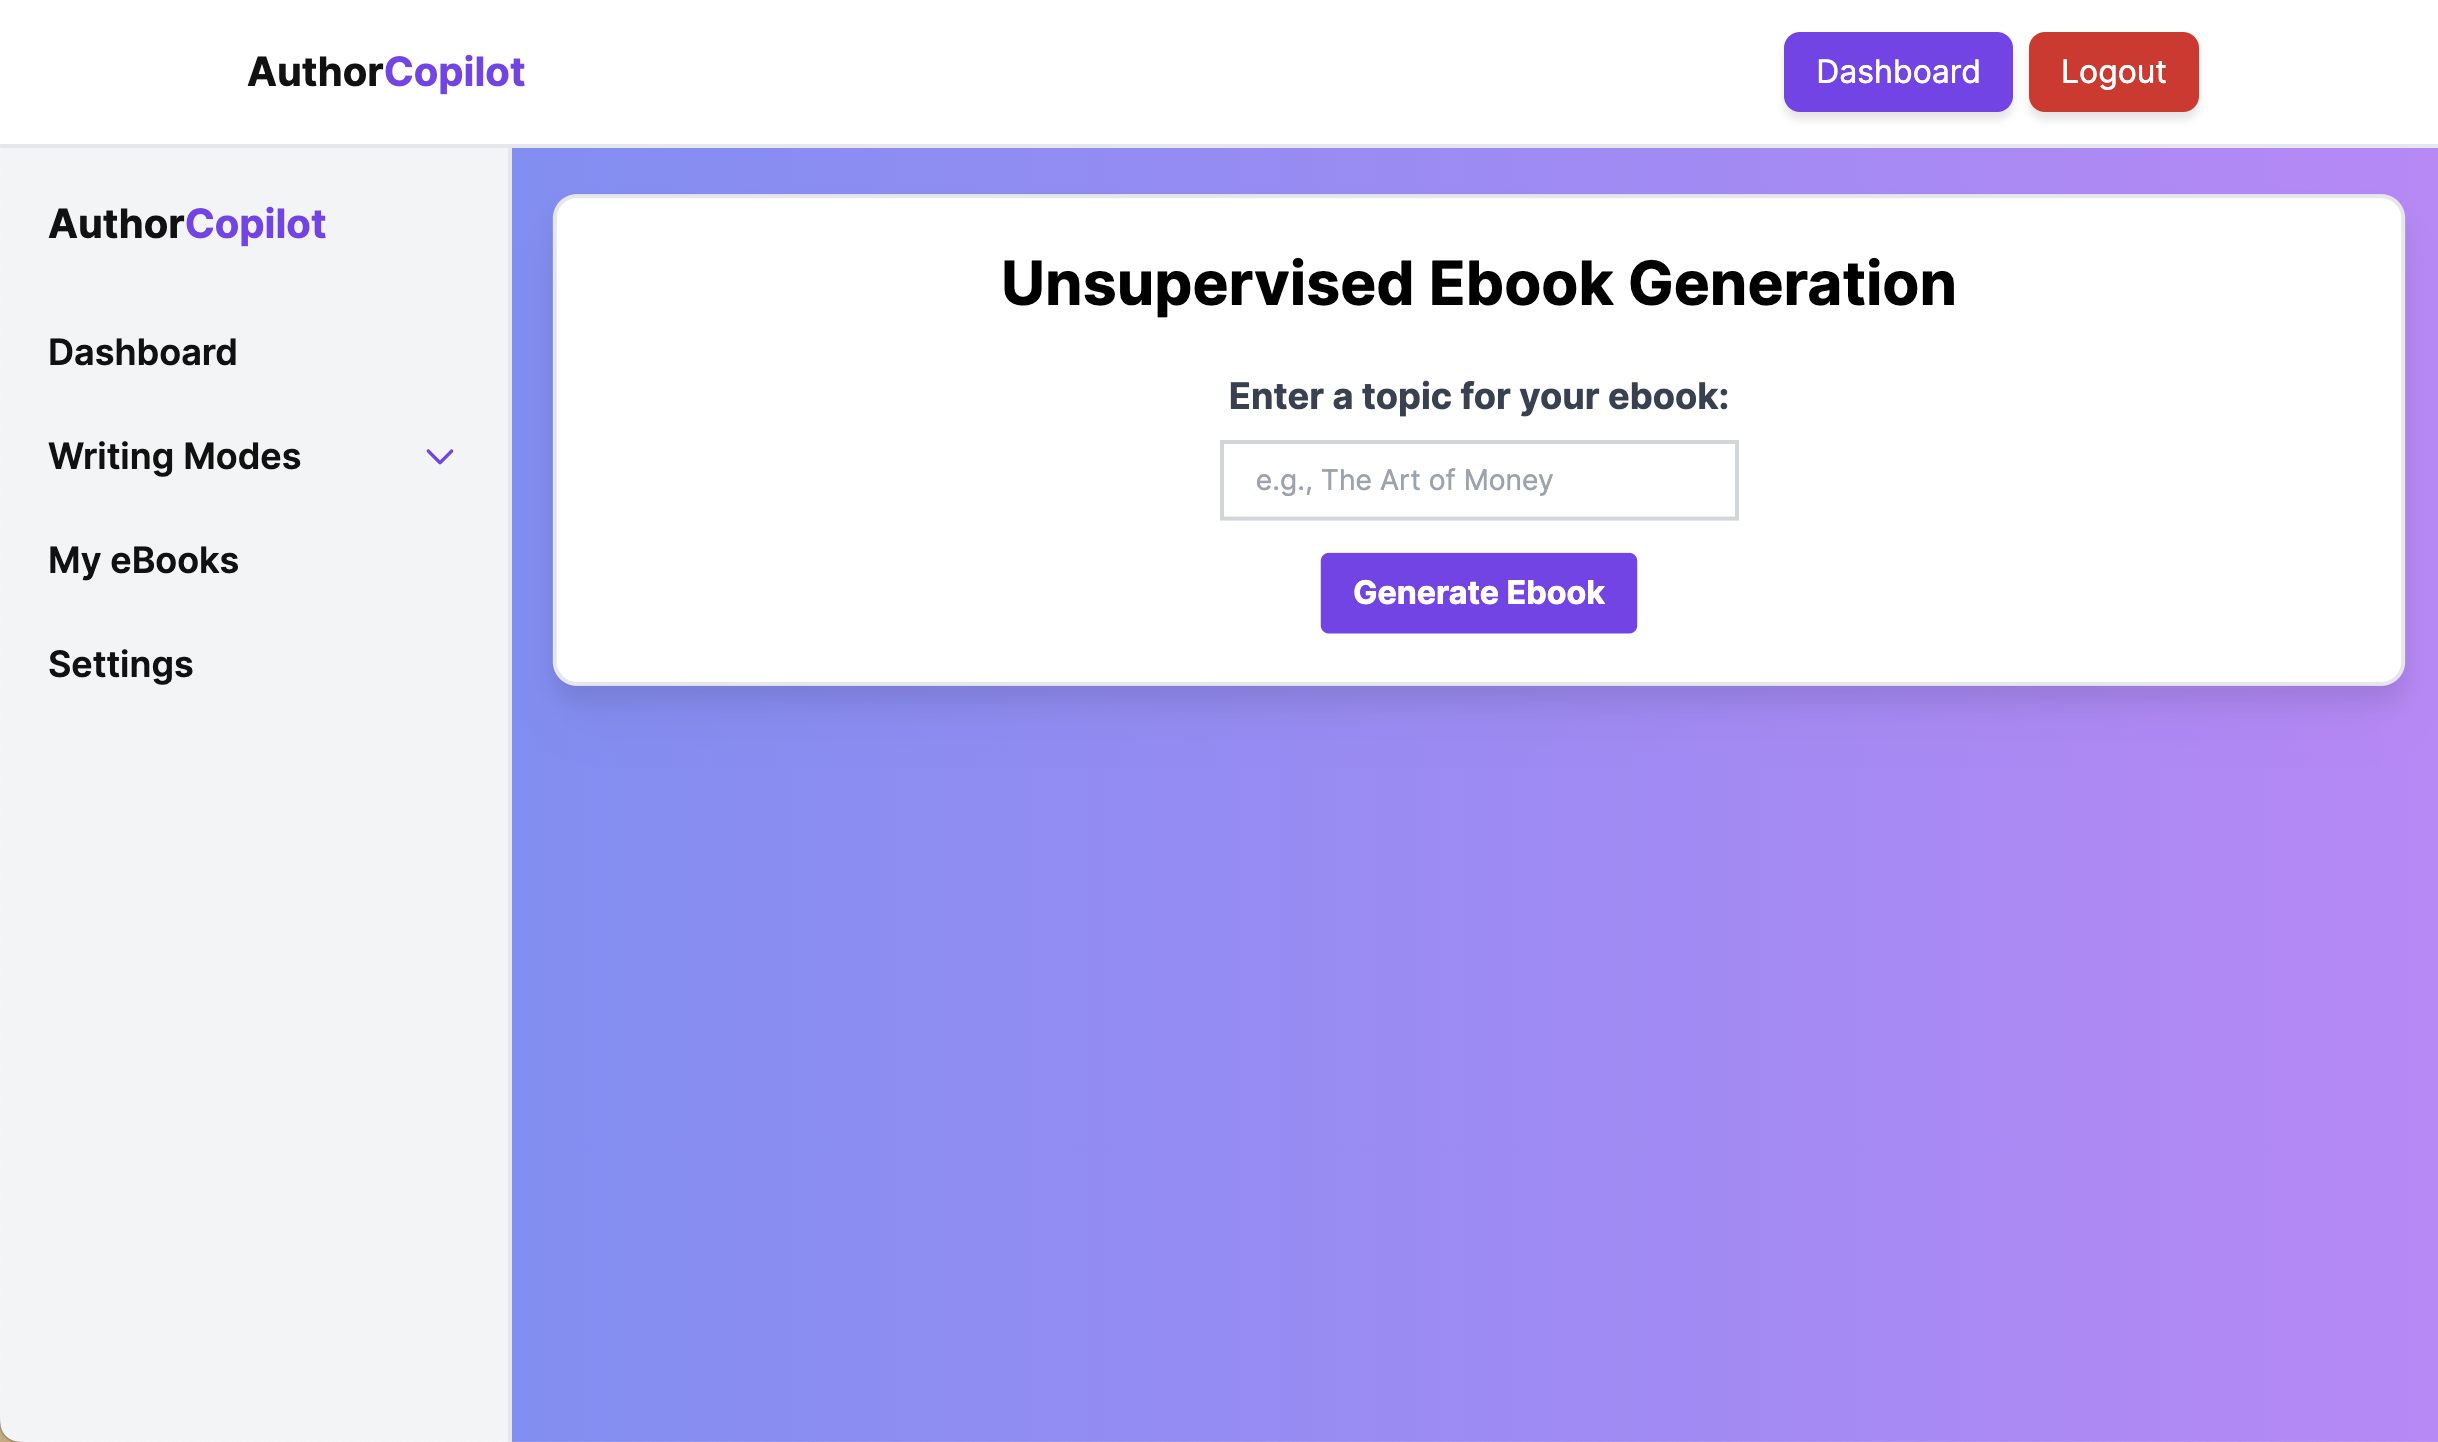 AuthorCopilot
Dashboard
Logout
AuthorCopilot
Dashboard
Writing Modes
My eBooks
Settings
Unsupervised Ebook Generation
Enter a topic for your ebook:
e.g., The Art of Money
Generate Ebook